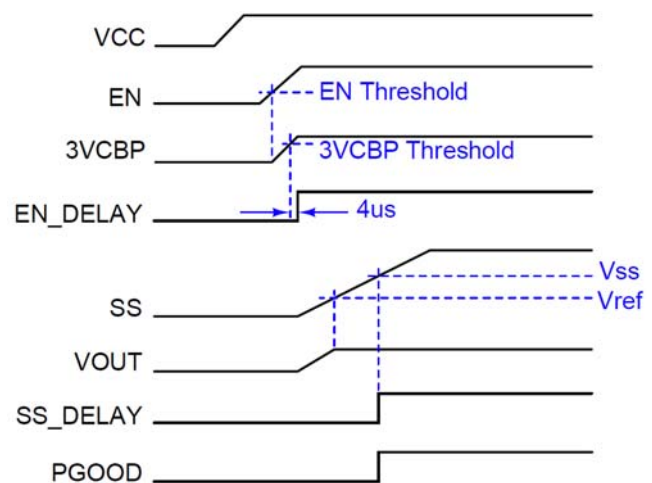 VCC
EN
EN Threshold
3VCBP
3VCBP Threshold
EN_DELAY
4us
SS
Vss
Vref
VOUT
SS_DELAY
PGOOD